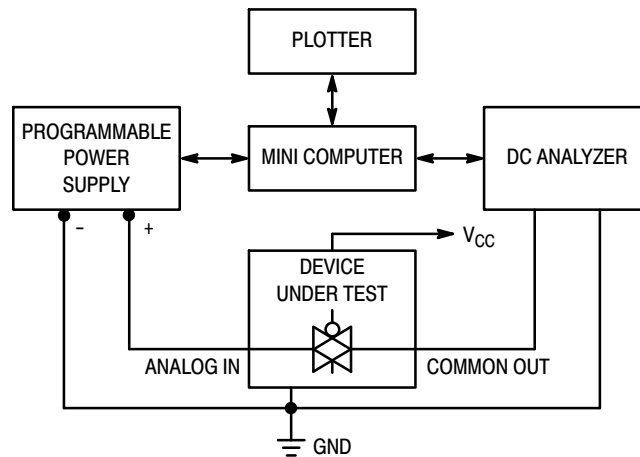 PLOTTER
PROGRAMMABLE
POWER
SUPPLY
MINI COMPUTER
DC ANALYZER
− +
VCC
DEVICE
UNDER TEST
ANALOG IN
COMMON OUT
GND